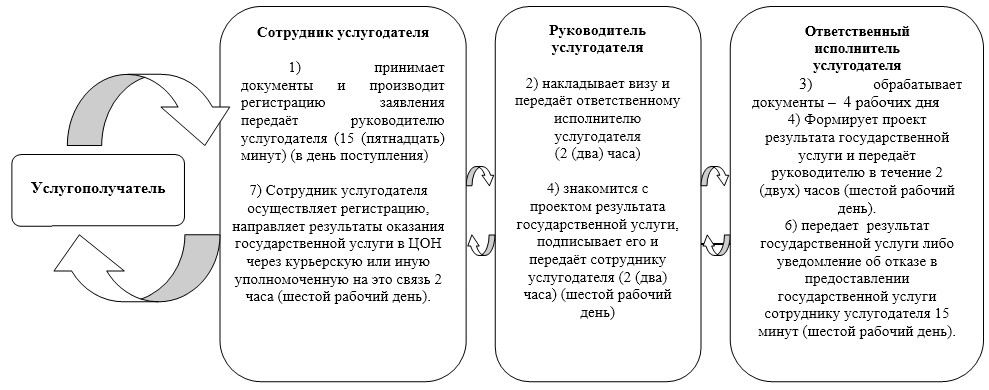 Услугополучатель
Сотрудник услугодателя
1) принимает
документы и производит
регистрацию заявления
передаёт руководителю
услугодателя (15 (пятнадцать)
минут) (в день поступления)
7) Сотрудник услугодателя
осуществляет регистрацию,
направляет результаты оказания
государственной услуги в ЦОН
через курьерскую или иную
уполномоченную на это связь 2
часа (шестой рабочий день).
Руководитель
услугодателя
2) накладывает визу и
передаёт ответственному
исполнителю
услугодателя
(2 (два) часа)
4) знакомится с
проектом результата
государственной услуги,
подписывает его и
передаёт сотруднику
услугодателя (2 (два)
часа) (шестой рабочий
день)
Ответственный
исполнитель
услугодателя
3) обрабатывает
документы – 4 рабочих дня
4) Формирует проект
результата государственной
услуги и передаёт
руководителю в течение 2
(двух) часов (шестой рабочий
день).
6) передает результат
государственной услуги либо
уведомление об отказе в
предоставлении
государственной услуги
сотруднику услугодателя 15
минут (шестой рабочий день).